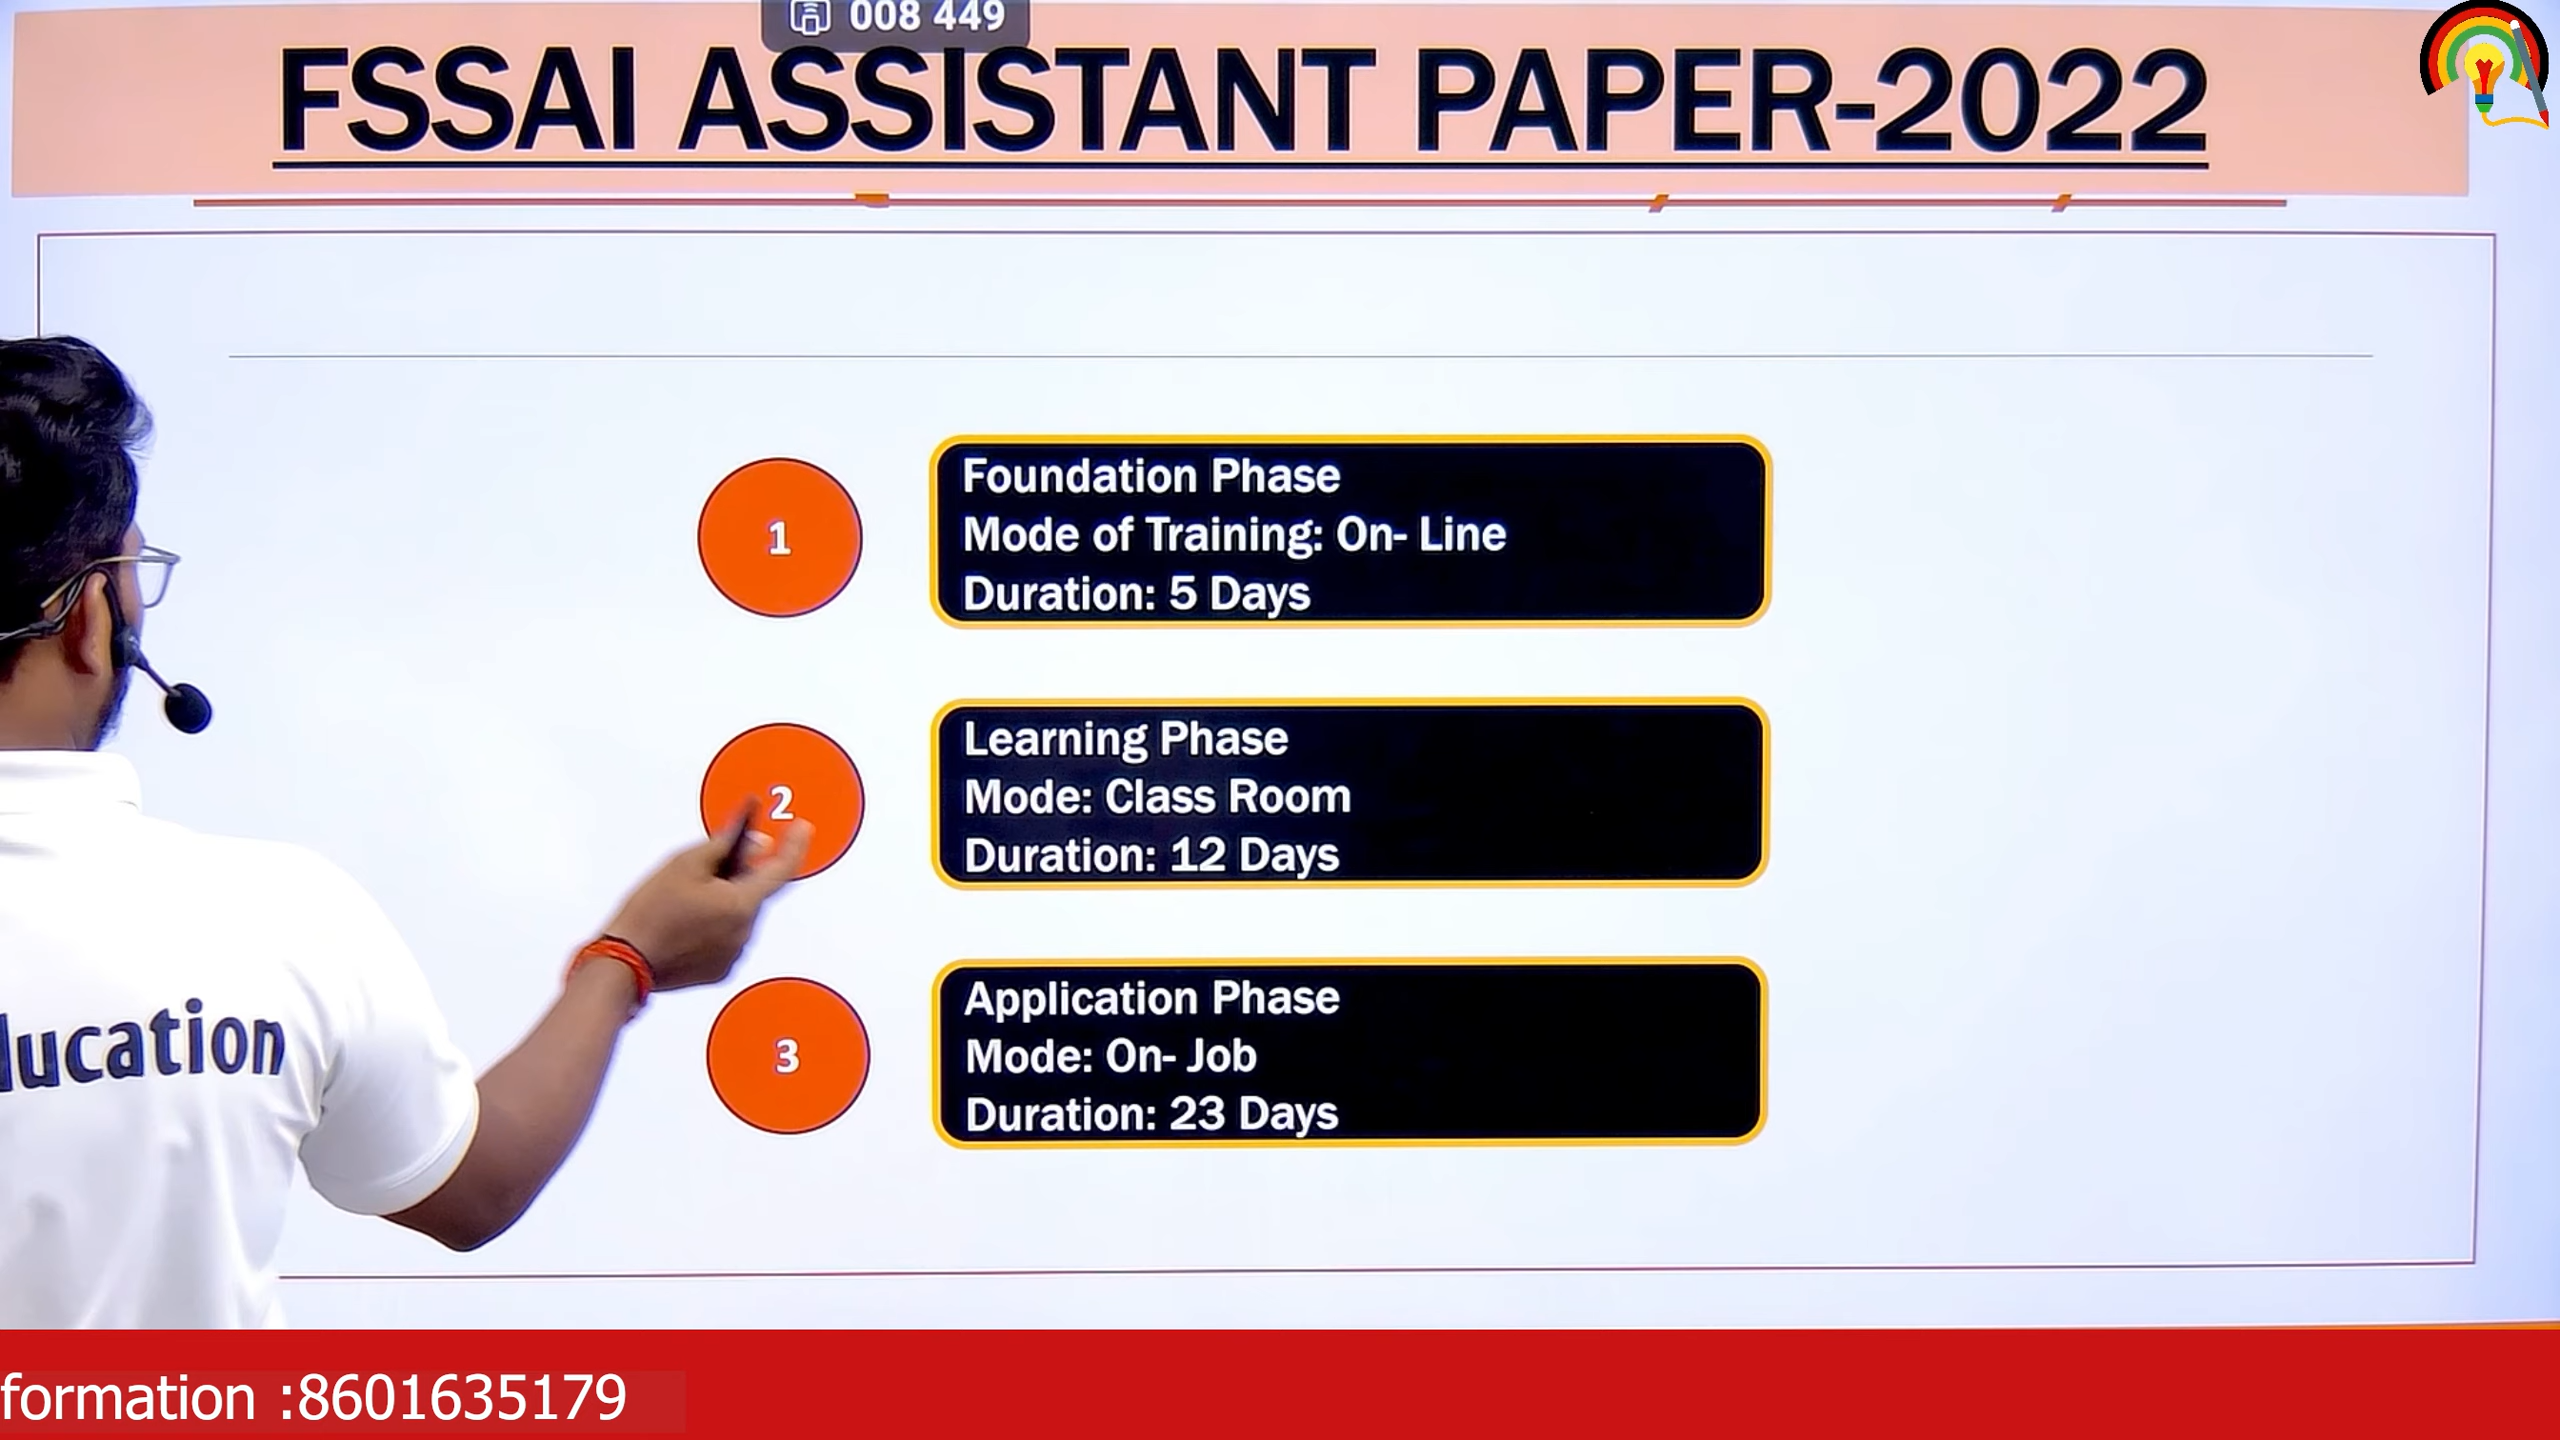 008 449
FSSAI ASSISTANT PAPER-2022
1
Foundation Phase
Mode of Training: On- Line
Duration: 5 Days
2
Learning Phase
Mode: Class Room
Duration: 12 Days
3
Application Phase
Mode: On- Job
Duration: 23 Days
ducation
formation :8601635179